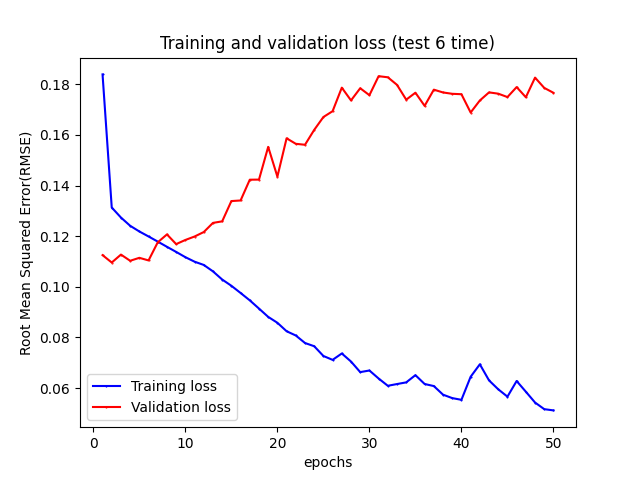 Training and validation loss (test 6 time)
Root Mean Squared Error(RMSE)
0.18
0.16
0.14
0.12
0.10
0.08
0.06
Training loss
Validation loss
0 10 20 30 40 50
epochs